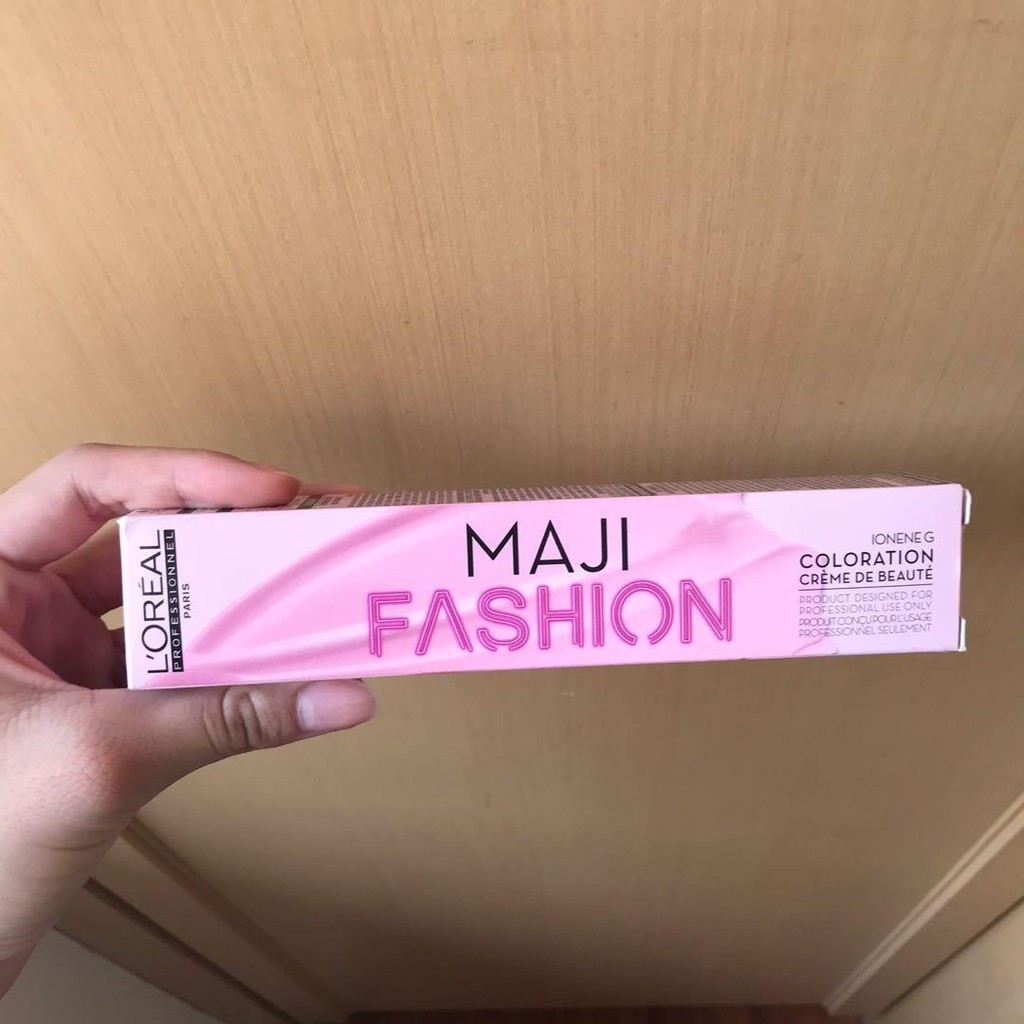 L'ORÉAL
PROFESSIONNEL
PARIS
MAJI
FASHION
IONENE G
COLORATION
CRÈME DE BEAUTÉ
PRODUCT DESIGNED FOR
PROFESSIONAL USE ONLY
PRODUIT CONÇU POUR L'USAGE
PROFESSIONNEL SEULEMENT